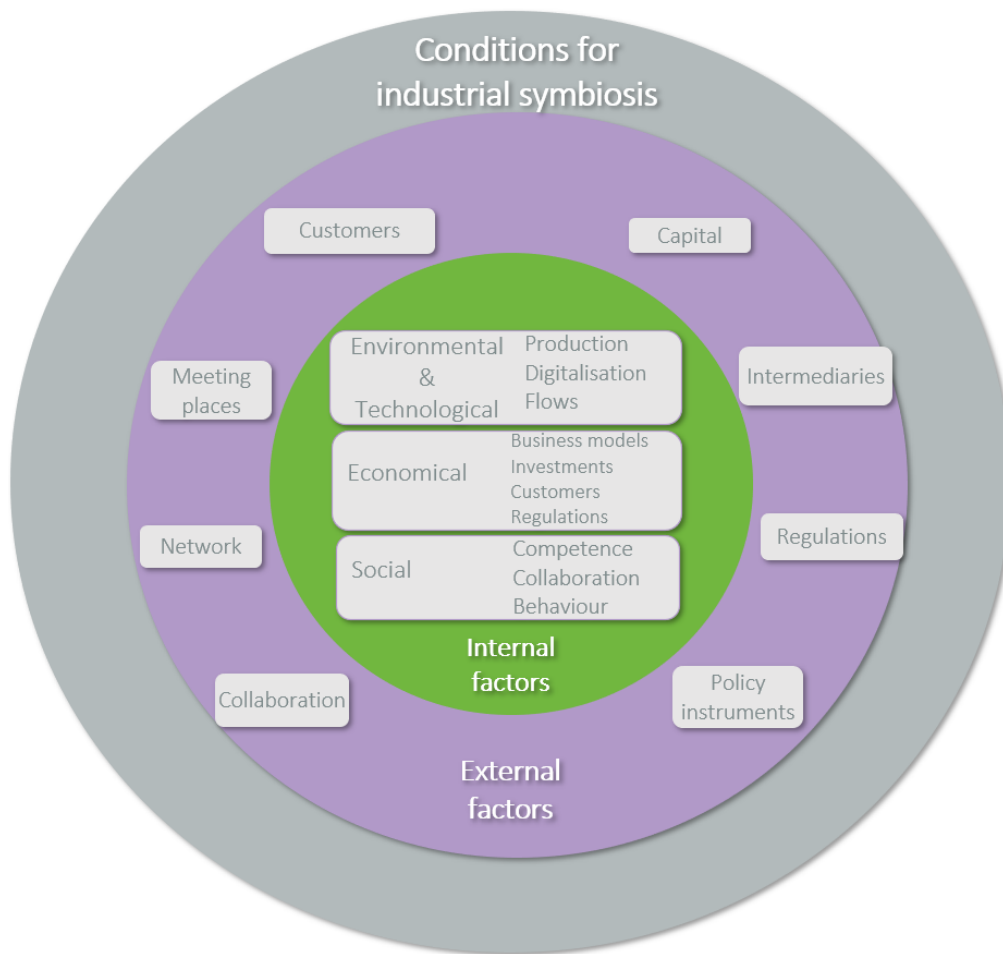 Conditions for
industrial symbiosis
Customers
Capital
Meeting
places
Intermediaries
Environmental
&
Technological
Production
Digitalisation
Flows
Economical
Business models
Investments
Customers
Regulations
Social
Competence
Collaboration
Behaviour
Network
Regulations
Internal
factors
Collaboration
Policy
instruments
External
factors